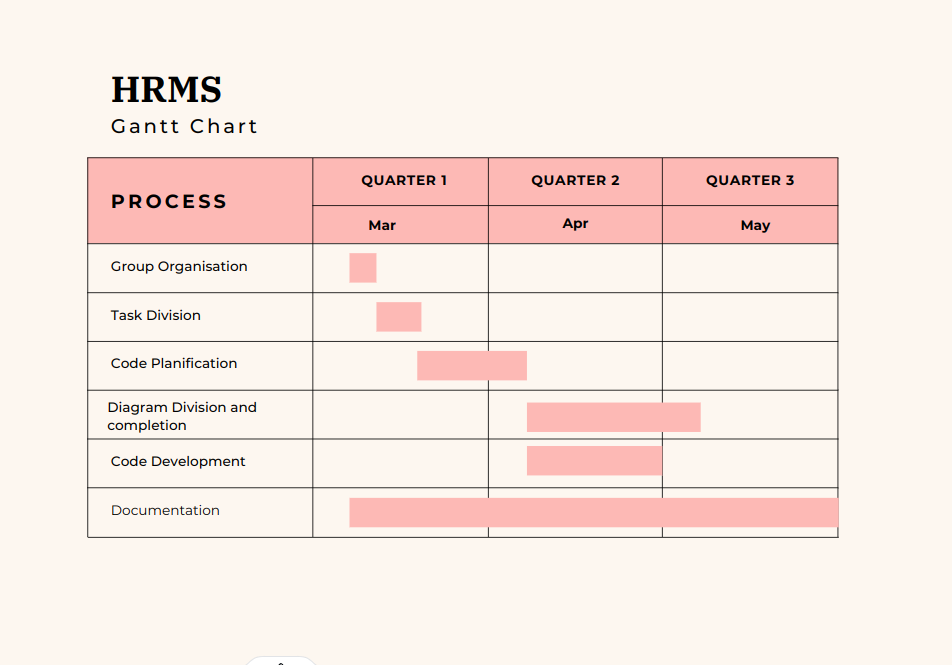 HRMS
Gantt Chart
PROCESS
QUARTER 1
QUARTER 2
QUARTER 3
Mar
Apr
May
Group Organisation
Task Division
Code Planification
Diagram Division and
completion
Code Development
Documentation